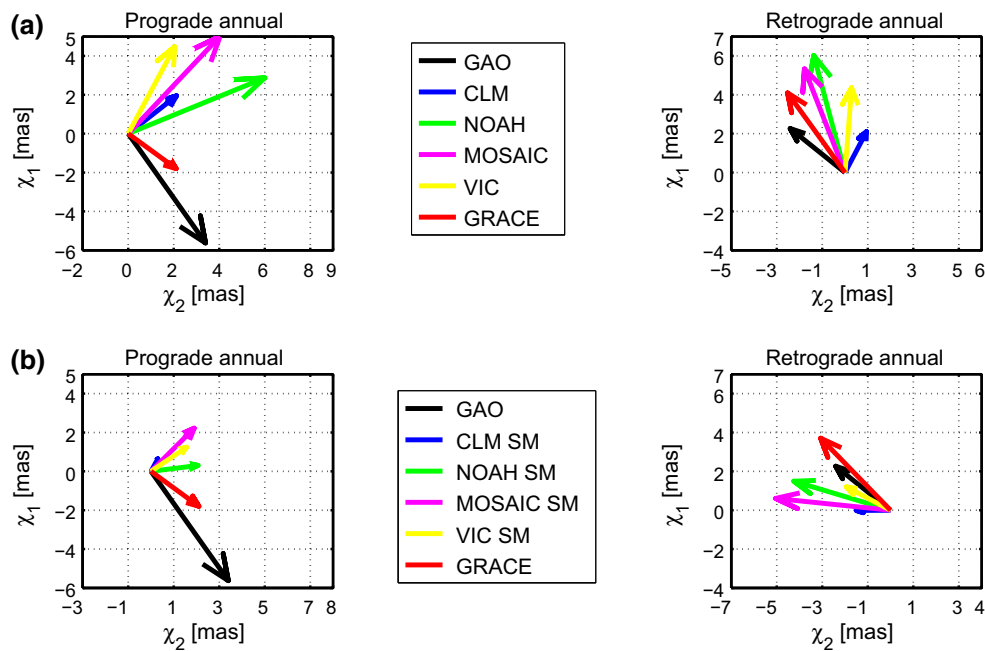 (a)
Prograde annual
5
4
2
0
−2
−4
−6
−2 0 2 4 6 8 9
χ1 [mas]
χ2 [mas]
GAO
CLM
NOAH
MOSAIC
VIC
GRACE
Retrograde annual
7
6
4
2
0
−2
−4
−5 −3 −1 1 3 5 6
χ1 [mas]
χ2 [mas]
(b)
Prograde annual
5
4
2
0
−2
−4
−6
−3 −1 1 3 5 7 8
χ1 [mas]
χ2 [mas]
GAO
CLM SM
NOAH SM
MOSAIC SM
VIC SM
GRACE
Retrograde annual
7
6
4
2
0
−2
−4
−7 −5 −3 −1 1 3 4
χ1 [mas]
χ2 [mas]